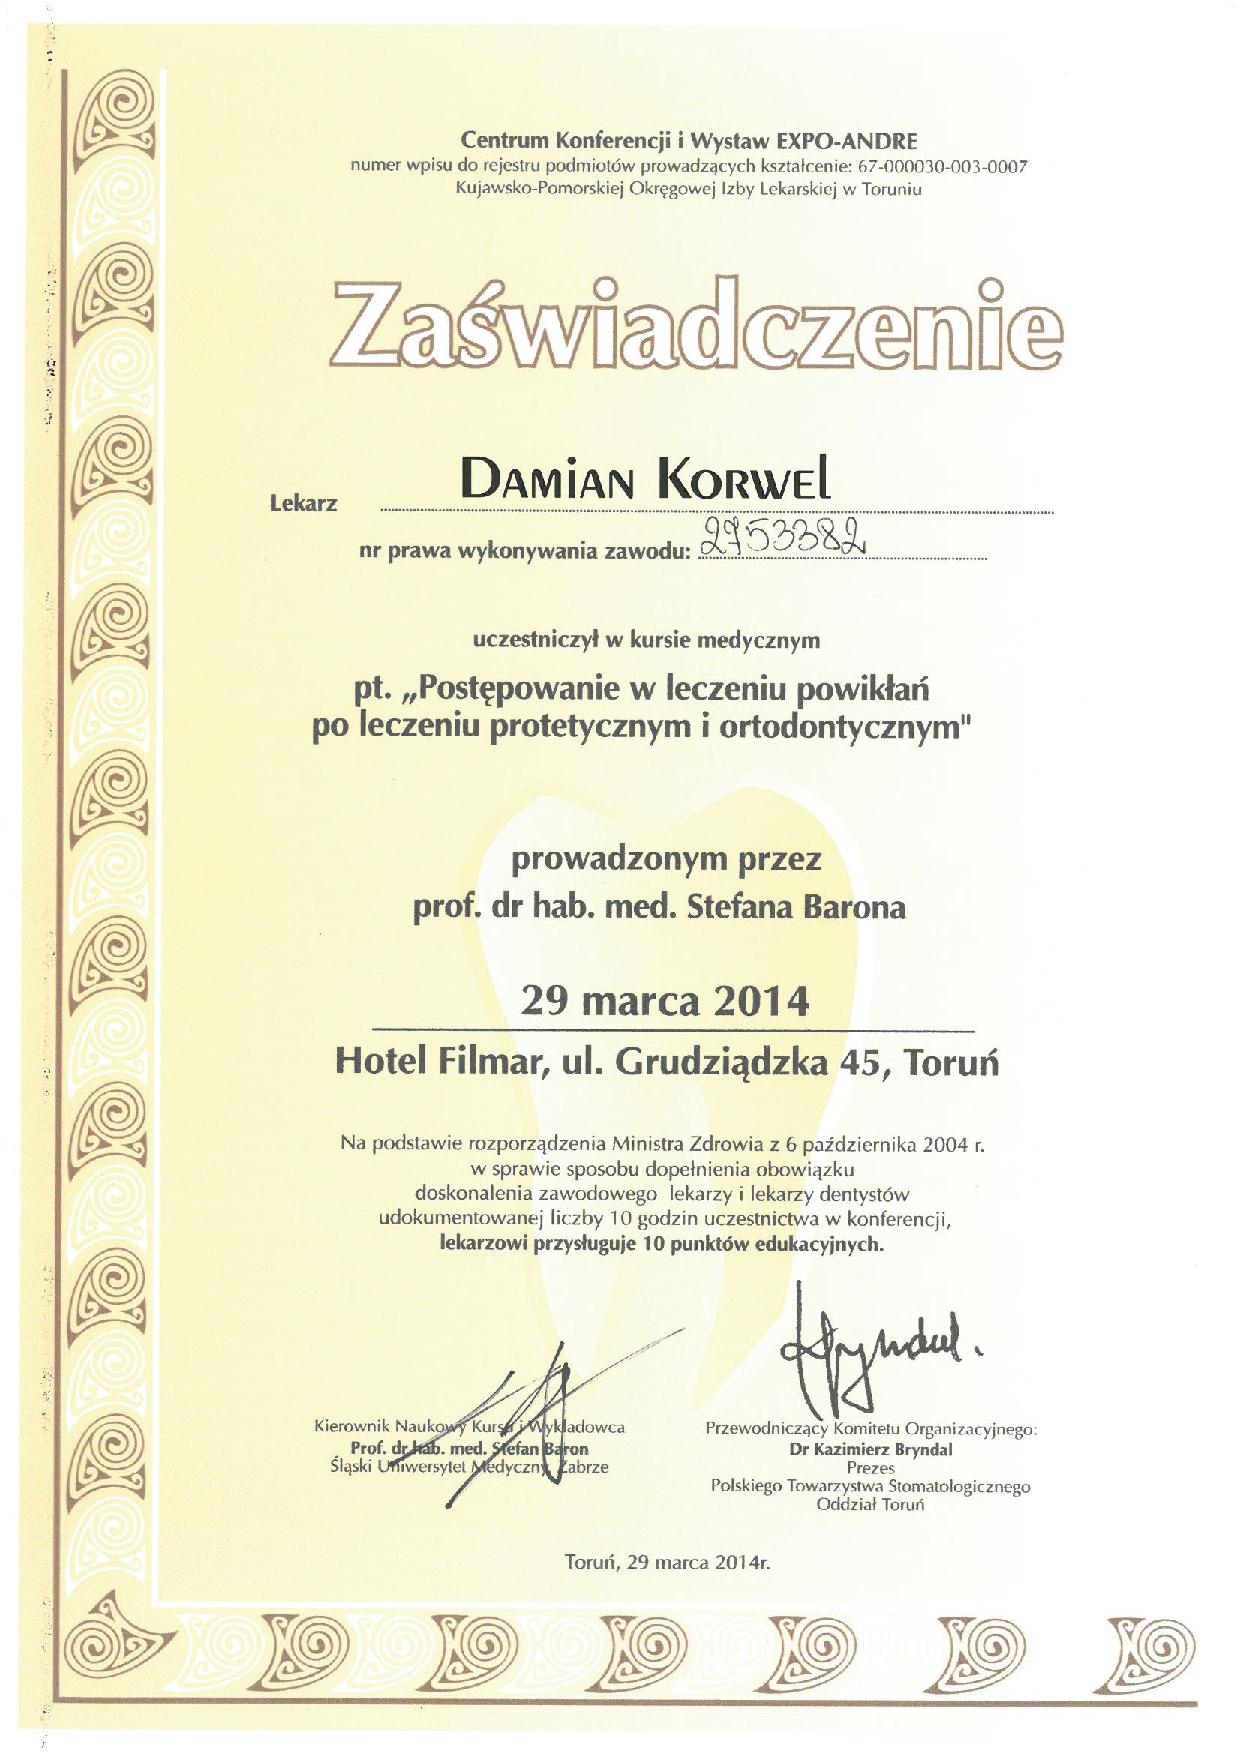 Centrum Konferencji i Wystaw EXPO-ANDRE
numer wpisu do rejestru podmiotów prowadzących kształcenie: 67-000030-003-0007
Kujawsko-Pomorskiej Okręgowej Izby Lekarskiej w Toruniu
Zaświadczenie
Lekarz DAMIAN KORWEL
nr prawa wykonywania zawodu: 2753382
uczestniczył w kursie medycznym
pt. „Postępowanie w leczeniu powikłań
po leczeniu protetycznym i ortodontycznym"
prowadzonym przez
prof. dr hab. med. Stefana Barona
29 marca 2014
Hotel Filmar, ul. Grudziądzka 45, Toruń
Na podstawie rozporządzenia Ministra Zdrowia z 6 października 2004 r.
w sprawie sposobu dopełnienia obowiązku
doskonalenia zawodowego lekarzy i lekarzy dentystów
udokumentowanej liczby 10 godzin uczestnictwa w konferencji,
lekarzowi przysługuje 10 punktów edukacyjnych.
Kierownik Naukowy Kursu i Wykładowca
Prof. dr hab. med. Stefan Baron
Śląski Uniwersytet Medyczny, Zabrze
Przewodniczący Komitetu Organizacyjnego:
Dr Kazimierz Bryndal
Prezes
Polskiego Towarzystwa Stomatologicznego
Oddział Toruń
Toruń, 29 marca 2014r.